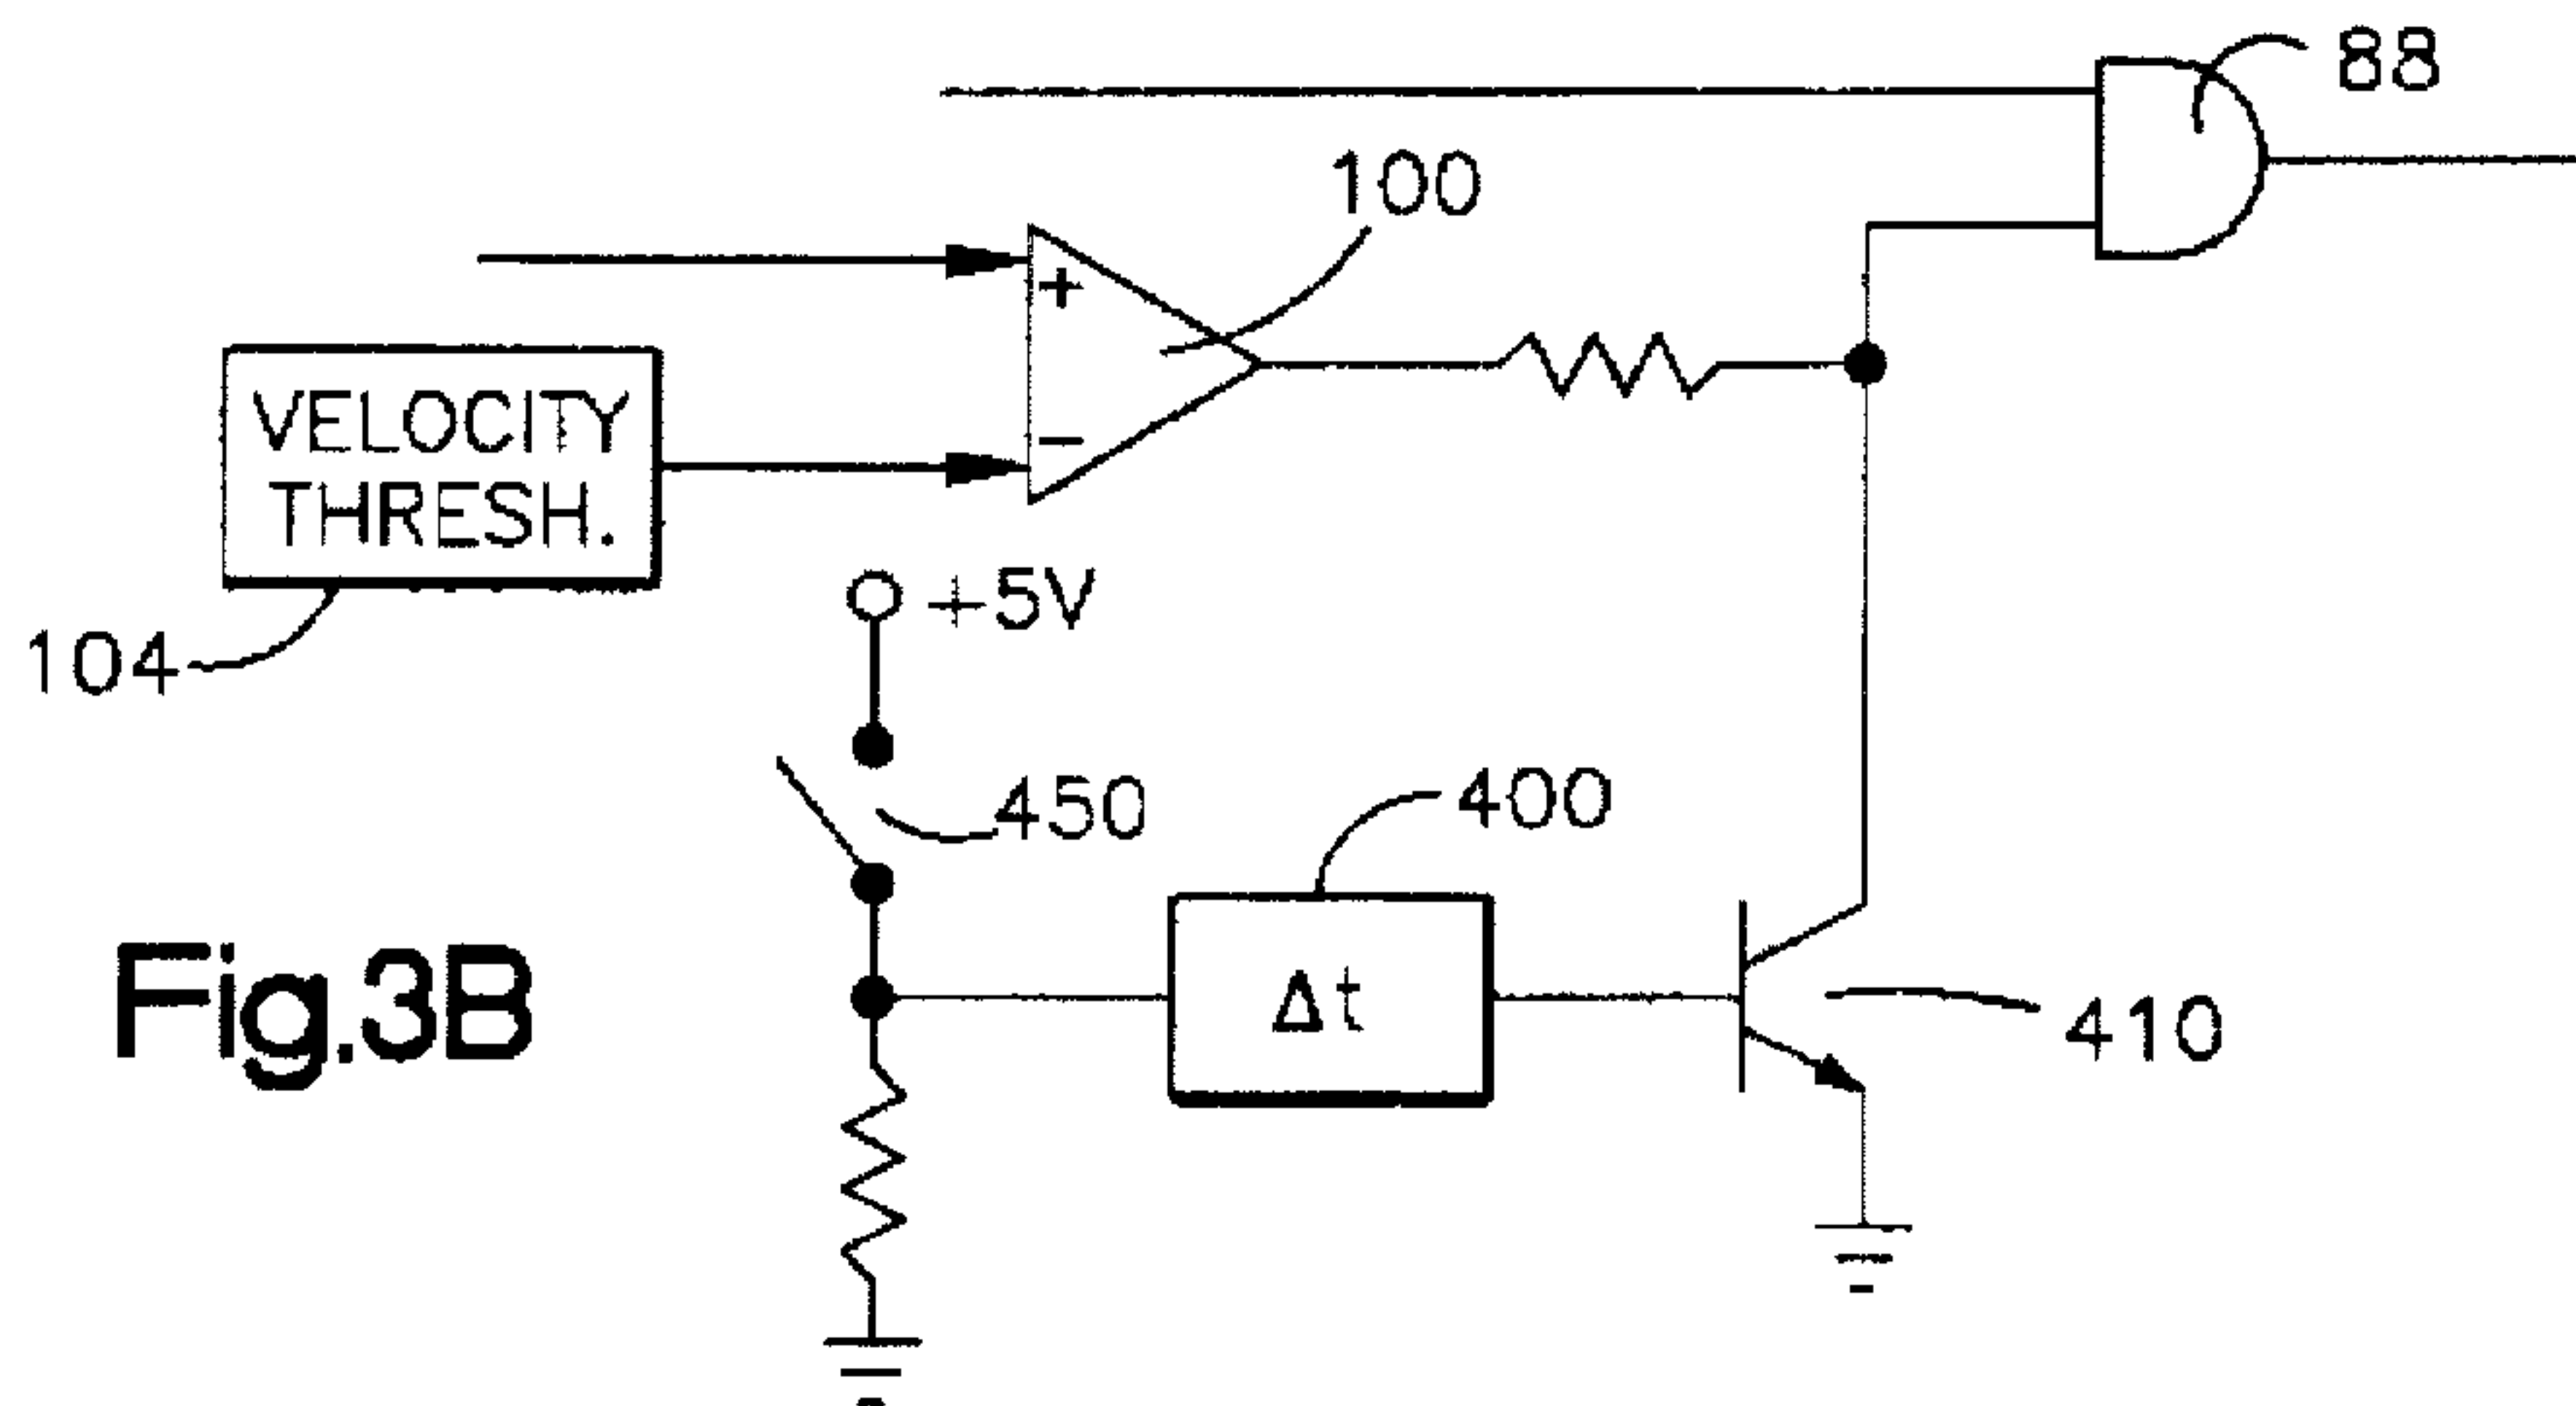 88
100
+
-
VELOCITY
THRESH.
104
+5V
450
400
Δt
410
Fig.3B